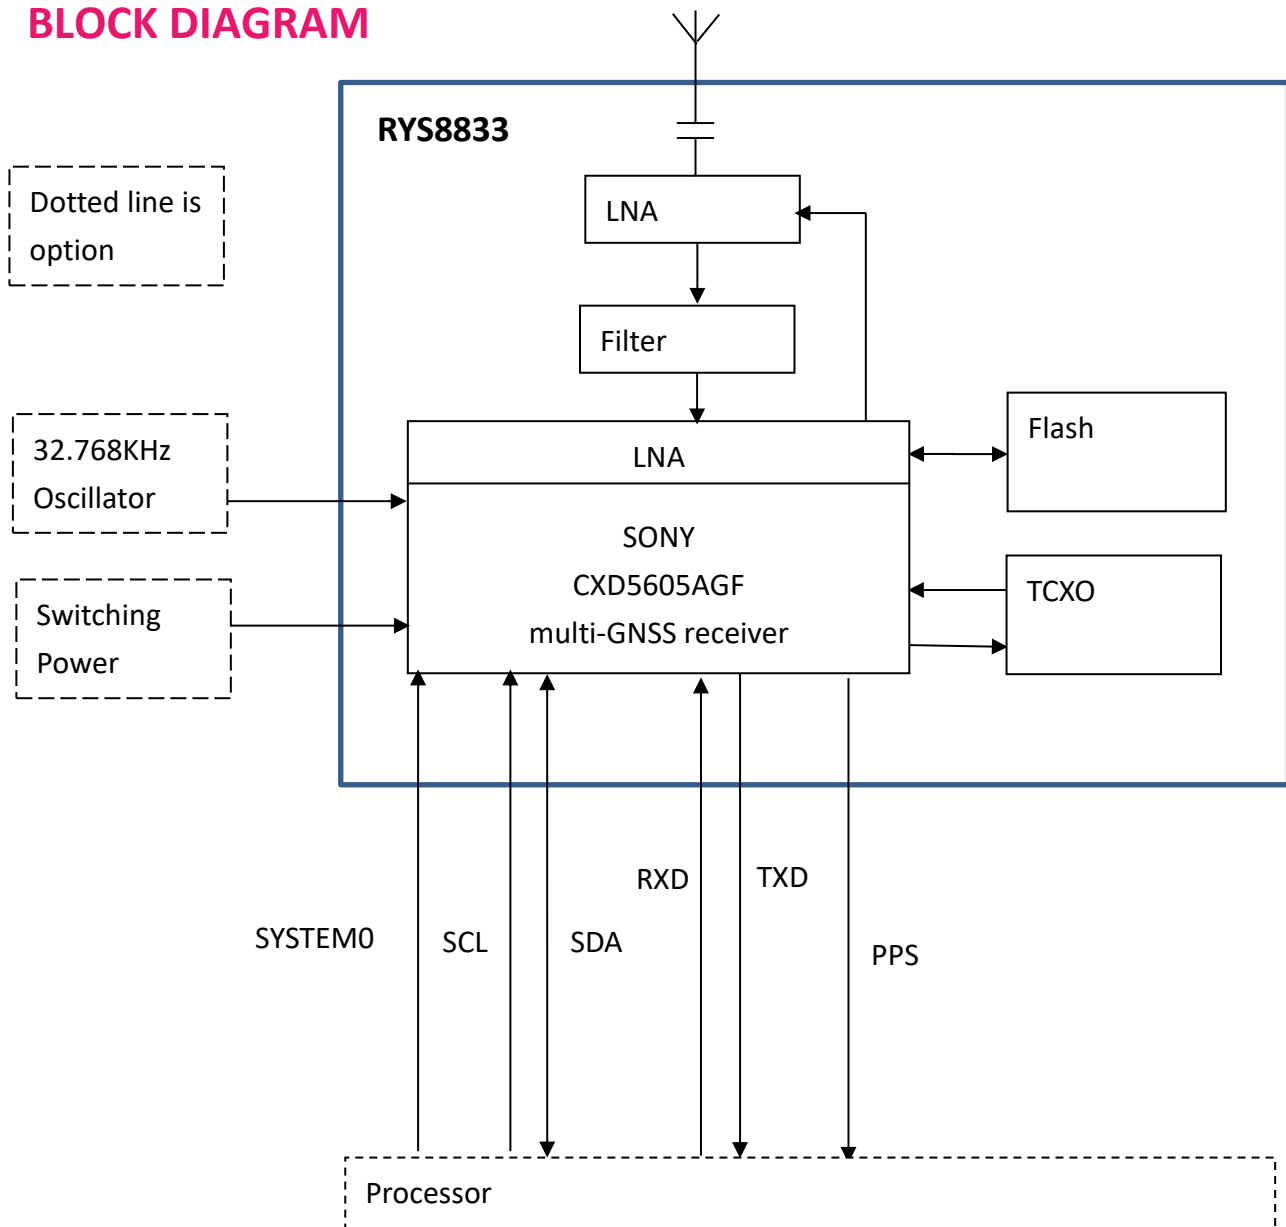 BLOCK DIAGRAM
RYS8833
Dotted line is
option
LNA
Filter
32.768KHz
Oscillator
LNA
Flash
SONY
CXD5605AGF
multi-GNSS receiver
TCXO
Switching
Power
RXD
TXD
SYSTEM0
SCL
SDA
PPS
Processor